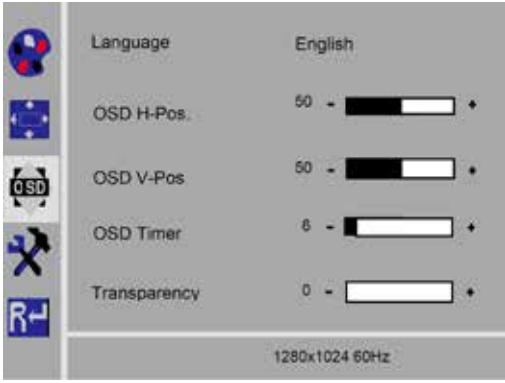 Language English
OSD H-Pos. 50 - +
OSD V-Pos 50 - +
OSD
OSD Timer 6 - +
Transparency 0 - +
R
1280x1024 60Hz